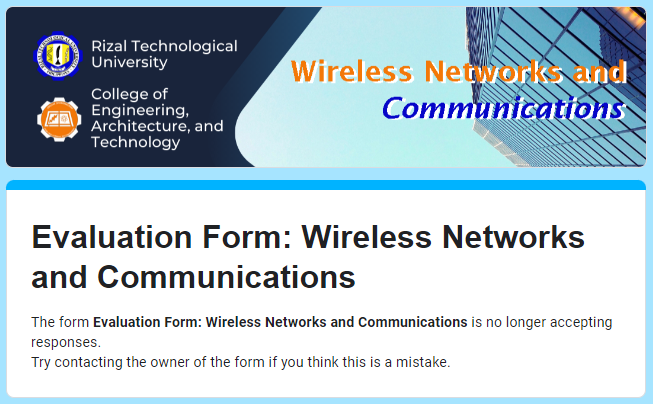 Rizal Technological
University
College of
Engineering,
Architecture, and
Technology
Wireless Networks and
Communications
Evaluation Form: Wireless Networks
and Communications
The form Evaluation Form: Wireless Networks and Communications is no longer accepting
responses.
Try contacting the owner of the form if you think this is a mistake.